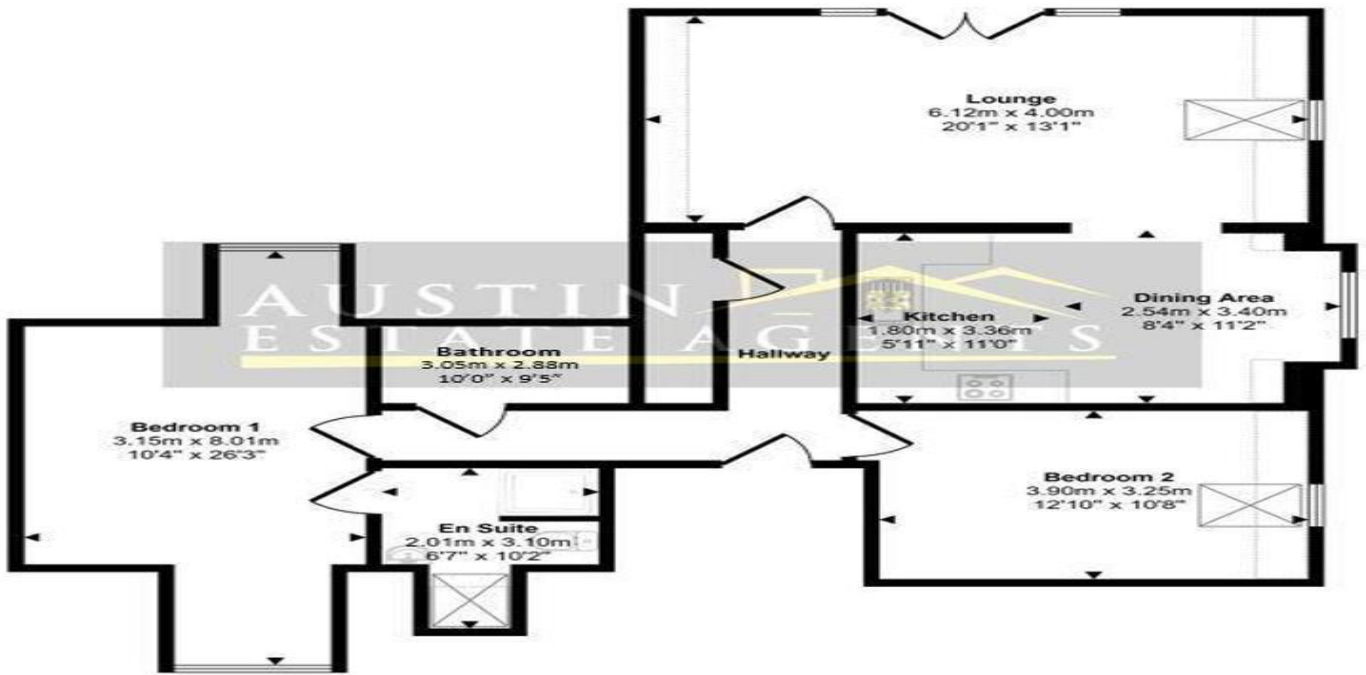 Lounge
6.12m x 4.00m
20'1" x 13'1"
AUSTIN
ESTATE AGENTS
Kitchen
1.80m x 3.36m
5'11" x 11'0"
Dining Area
2.54m x 3.40m
8'4" x 11'2"
Hallway
Bathroom
3.05m x 2.88m
10'0" x 9'5"
Bedroom 1
3.15m x 8.01m
10'4" x 26'3"
Bedroom 2
3.90m x 3.25m
12'10" x 10'8"
En Suite
2.01m x 3.10m
6'7" x 10'2"